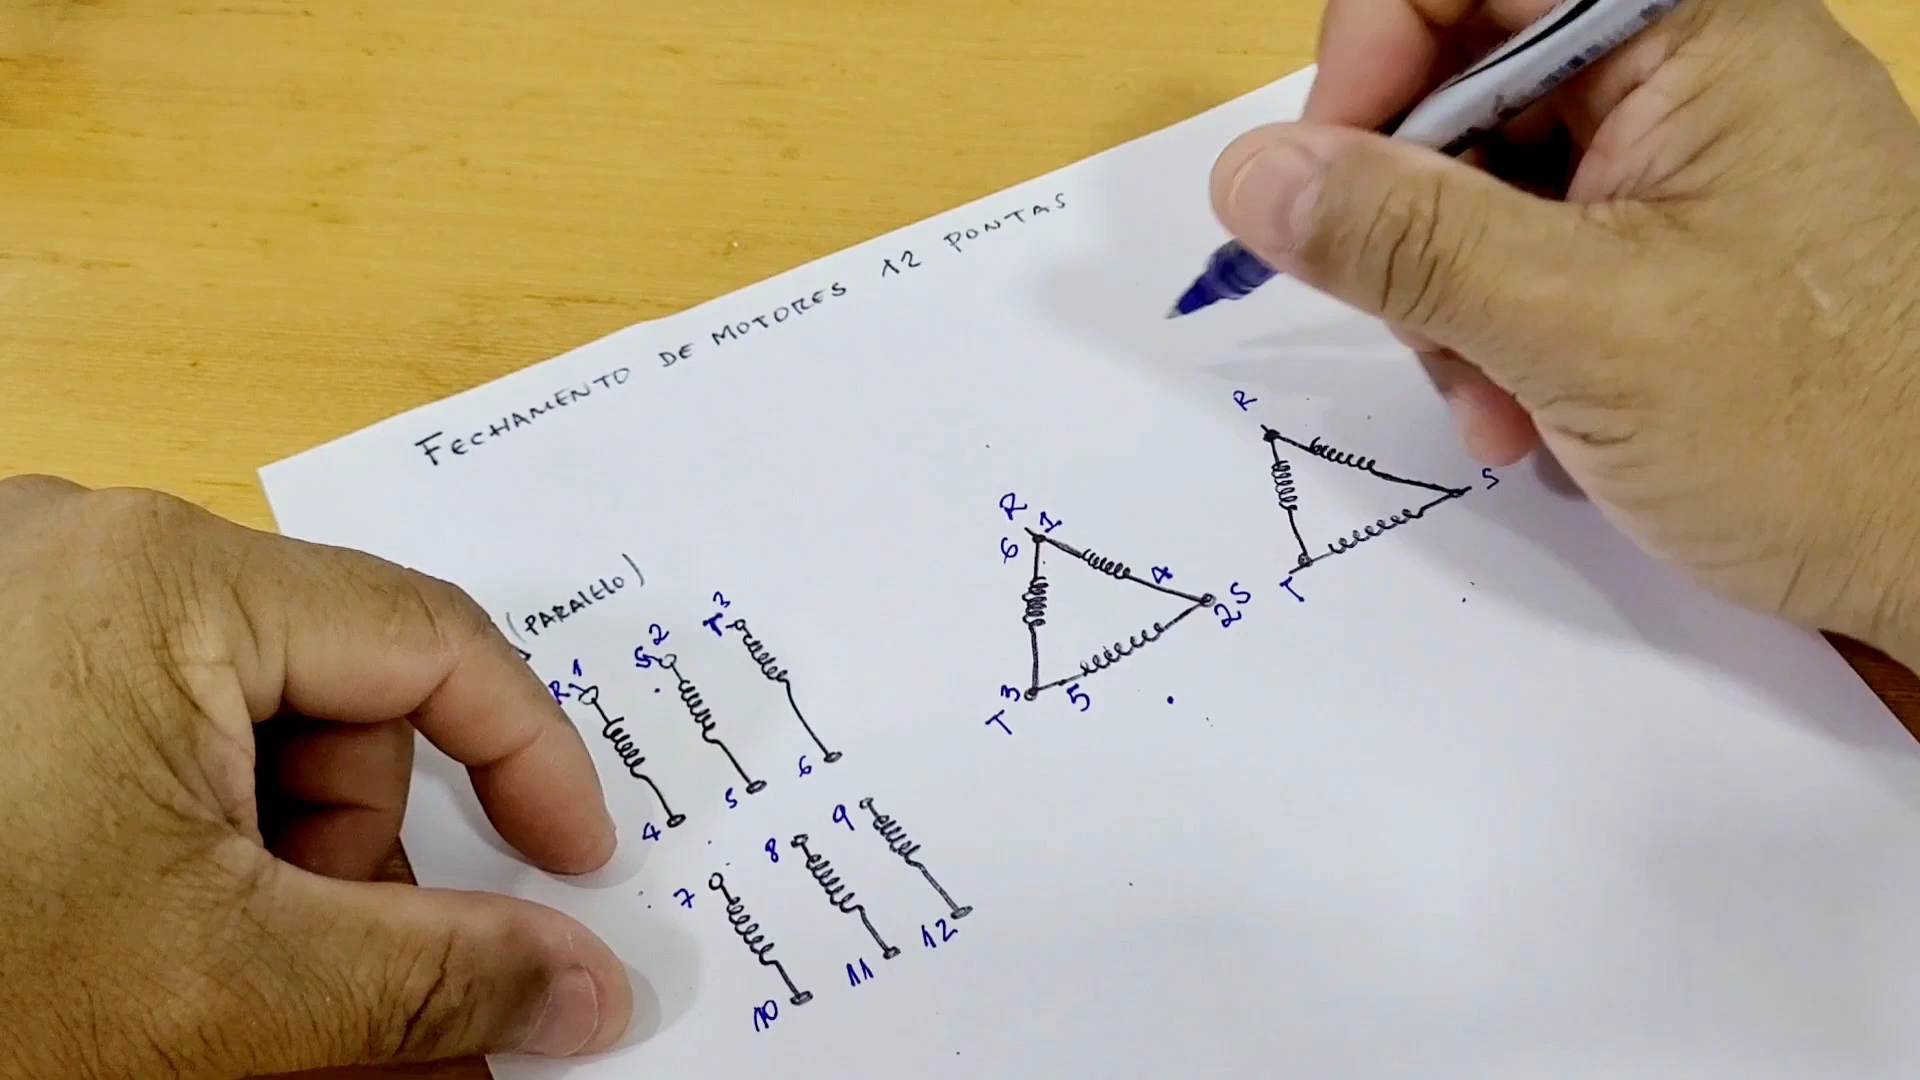 FECHAMENTO DE MOTORES 12 PONTAS
(PARALELO)
R 1 S 2 T 3
4 5 6
7 8 9
10 11 12
R 1
6 4
2 S
T 3 5
R
S
T